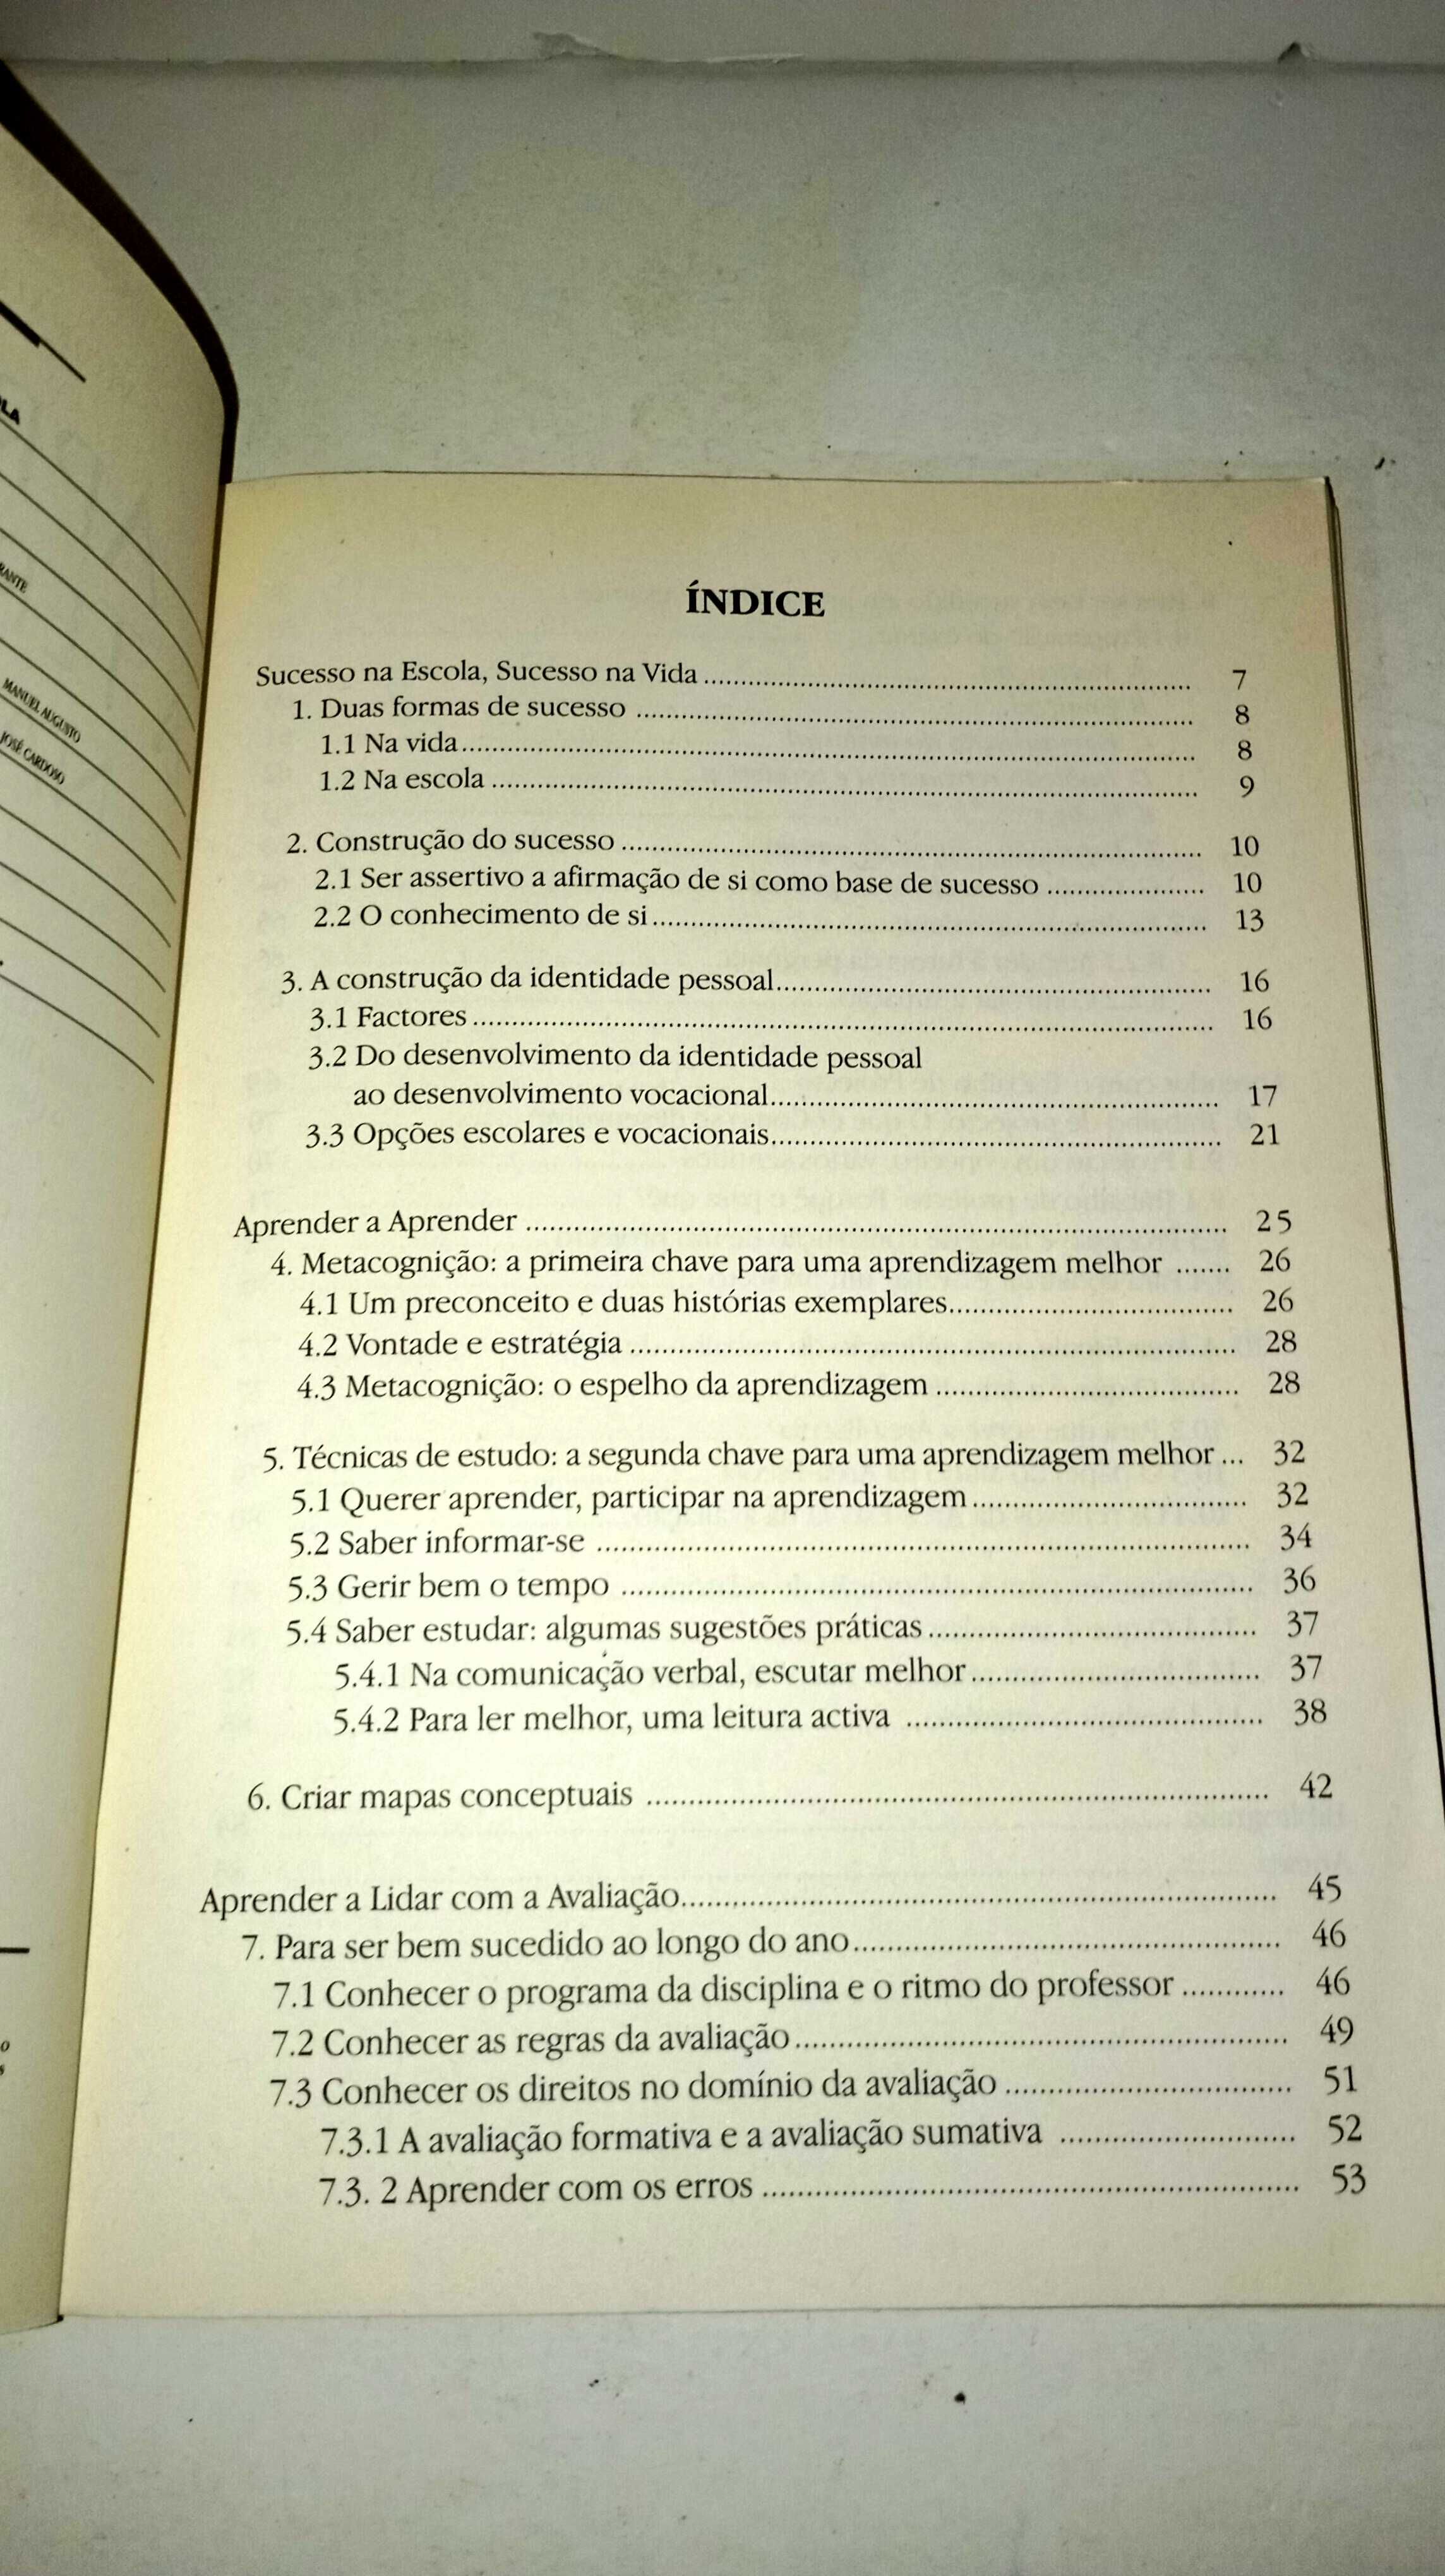 LA
RANTE
MANUEL AUGUSTO
JOSÉ CARDOSO
ÍNDICE
Sucesso na Escola, Sucesso na Vida ........ 7
1. Duas formas de sucesso ........ 8
1.1 Na vida ........ 8
1.2 Na escola ........ 9
2. Construção do sucesso ........ 10
2.1 Ser assertivo a afirmação de si como base de sucesso ........ 10
2.2 O conhecimento de si ........ 13
3. A construção da identidade pessoal ........ 16
3.1 Factores ........ 16
3.2 Do desenvolvimento da identidade pessoal
ao desenvolvimento vocacional ........ 17
3.3 Opções escolares e vocacionais ........ 21
Aprender a Aprender ........ 25
4. Metacognição: a primeira chave para uma aprendizagem melhor ....... 26
4.1 Um preconceito e duas histórias exemplares ........ 26
4.2 Vontade e estratégia ........ 28
4.3 Metacognição: o espelho da aprendizagem ........ 28
5. Técnicas de estudo: a segunda chave para uma aprendizagem melhor ... 32
5.1 Querer aprender, participar na aprendizagem ........ 32
5.2 Saber informar-se ........ 34
5.3 Gerir bem o tempo ........ 36
5.4 Saber estudar: algumas sugestões práticas ........ 37
5.4.1 Na comunicação verbal, escutar melhor ........ 37
5.4.2 Para ler melhor, uma leitura activa ........ 38
6. Criar mapas conceptuais ........ 42
Aprender a Lidar com a Avaliação ........ 45
7. Para ser bem sucedido ao longo do ano ........ 46
7.1 Conhecer o programa da disciplina e o ritmo do professor ........ 46
7.2 Conhecer as regras da avaliação ........ 49
7.3 Conhecer os direitos no domínio da avaliação ........ 51
7.3.1 A avaliação formativa e a avaliação sumativa ........ 52
7.3. 2 Aprender com os erros ........ 53